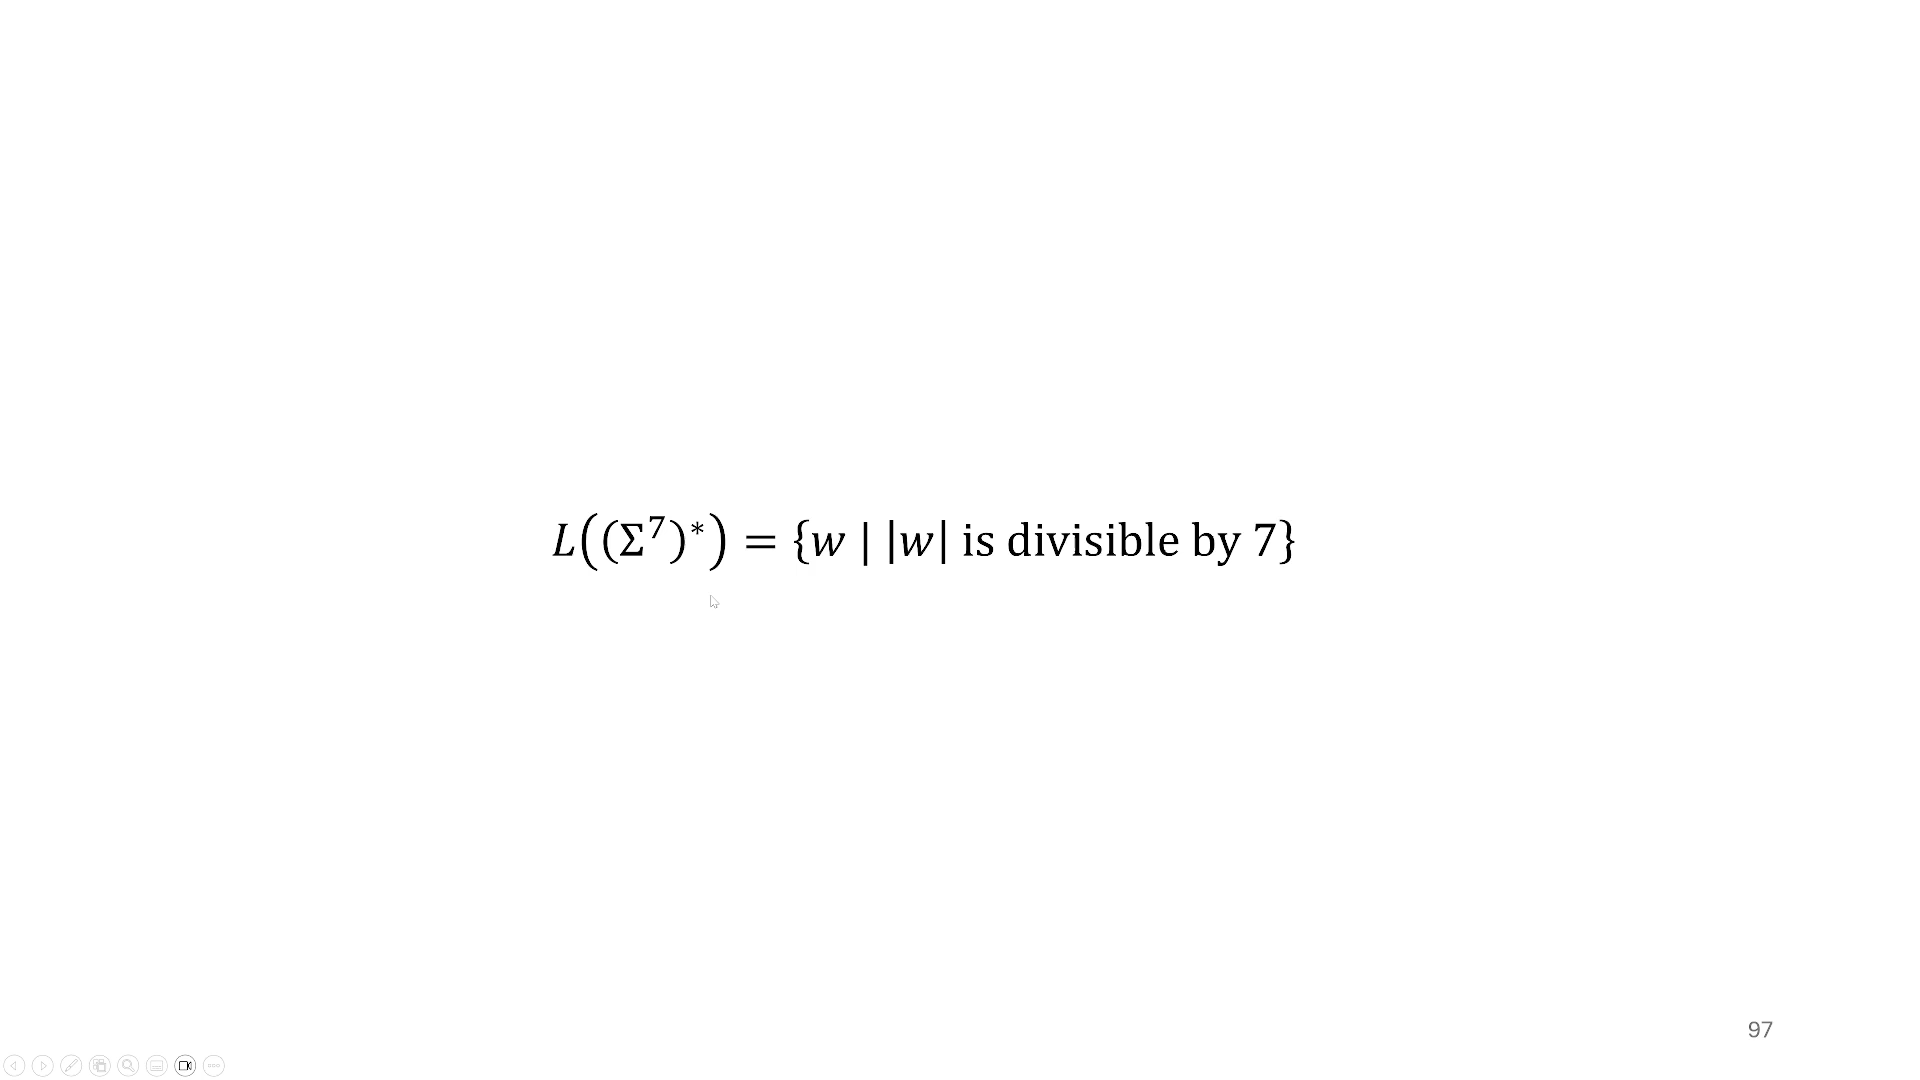 L((Σ⁷)*) = {w | |w| is divisible by 7}
97